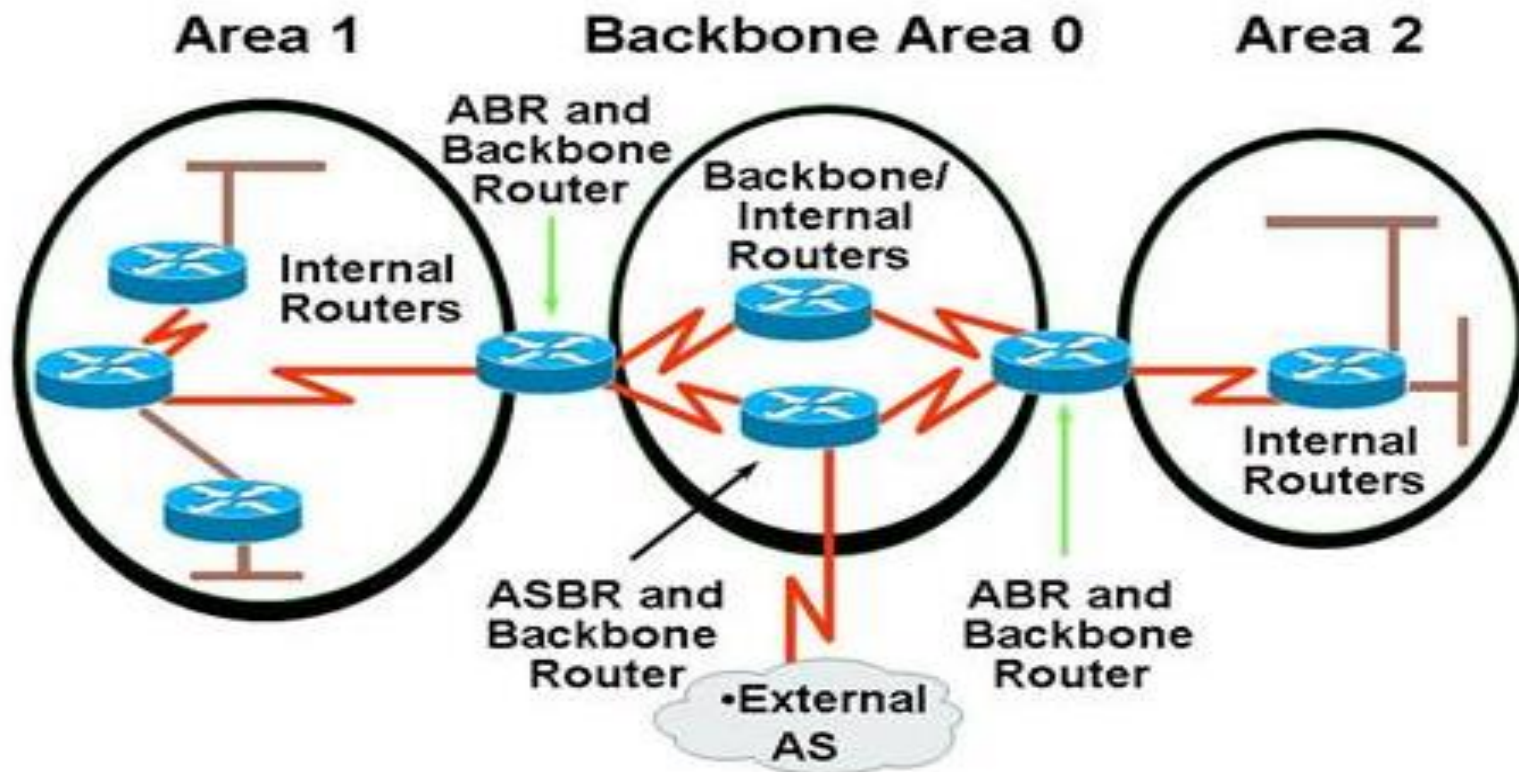 Area 1
Backbone Area 0
Area 2
ABR and
Backbone
Router
Backbone/
Internal
Routers
Internal
Routers
Internal
Routers
ASBR and
Backbone
Router
ABR and
Backbone
Router
•External
AS